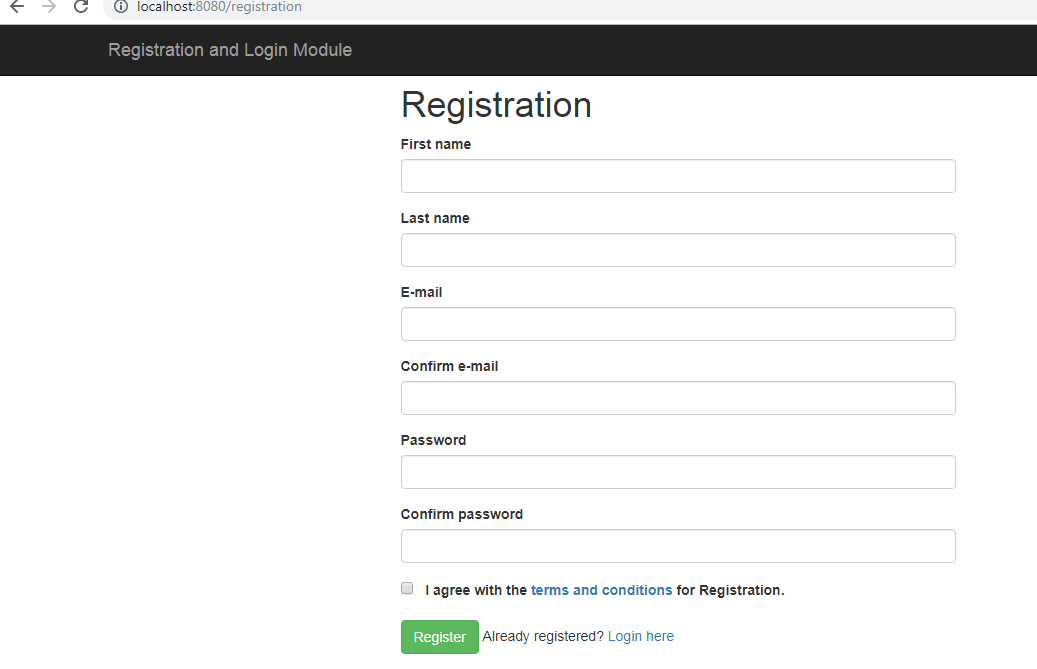 localhost:8080/registration
Registration and Login Module
Registration
First name
Last name
E-mail
Confirm e-mail
Password
Confirm password
I agree with the terms and conditions for Registration.
Register Already registered? Login here